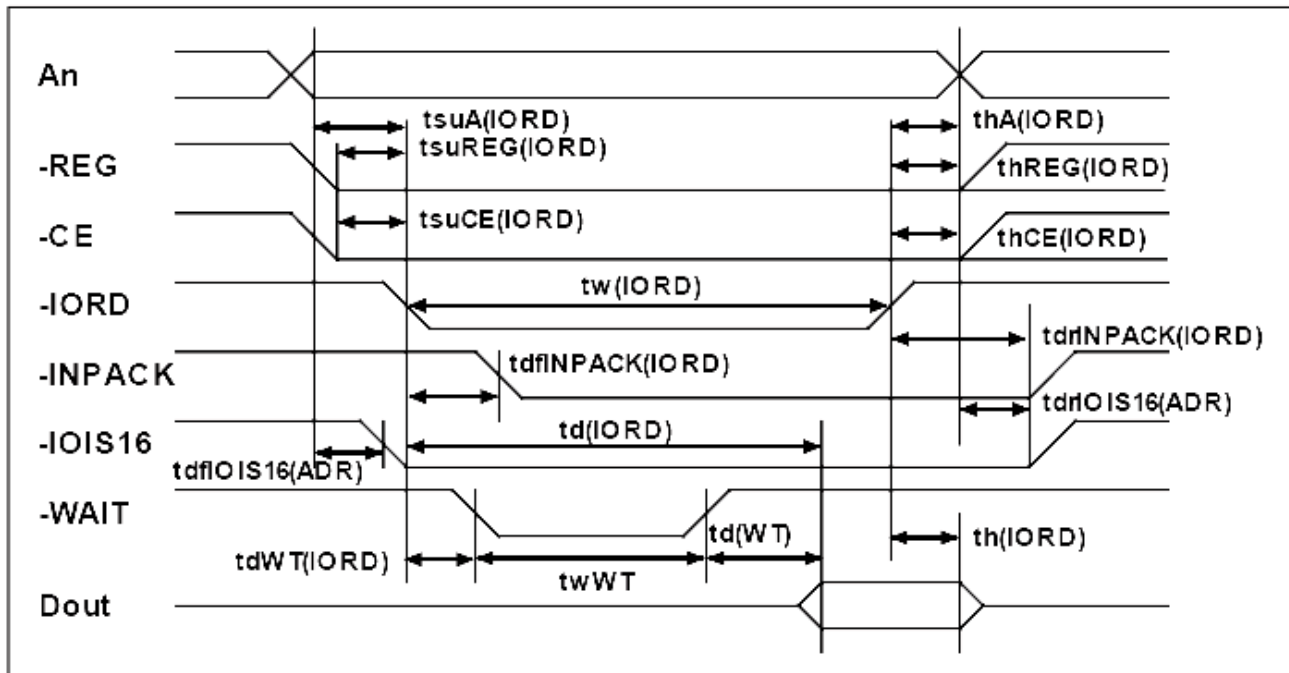 An
tsuA(IORD)
thA(IORD)
tsuREG(IORD)
-REG
thREG(IORD)
tsuCE(IORD)
-CE
thCE(IORD)
-IORD
tw(IORD)
tdrINPACK(IORD)
-INPACK
tdfINPACK(IORD)
tdrIOIS16(ADR)
-IOIS16
td(IORD)
tdfIOIS16(ADR)
-WAIT
td(WT)
th(IORD)
tdWT(IORD)
twWT
Dout